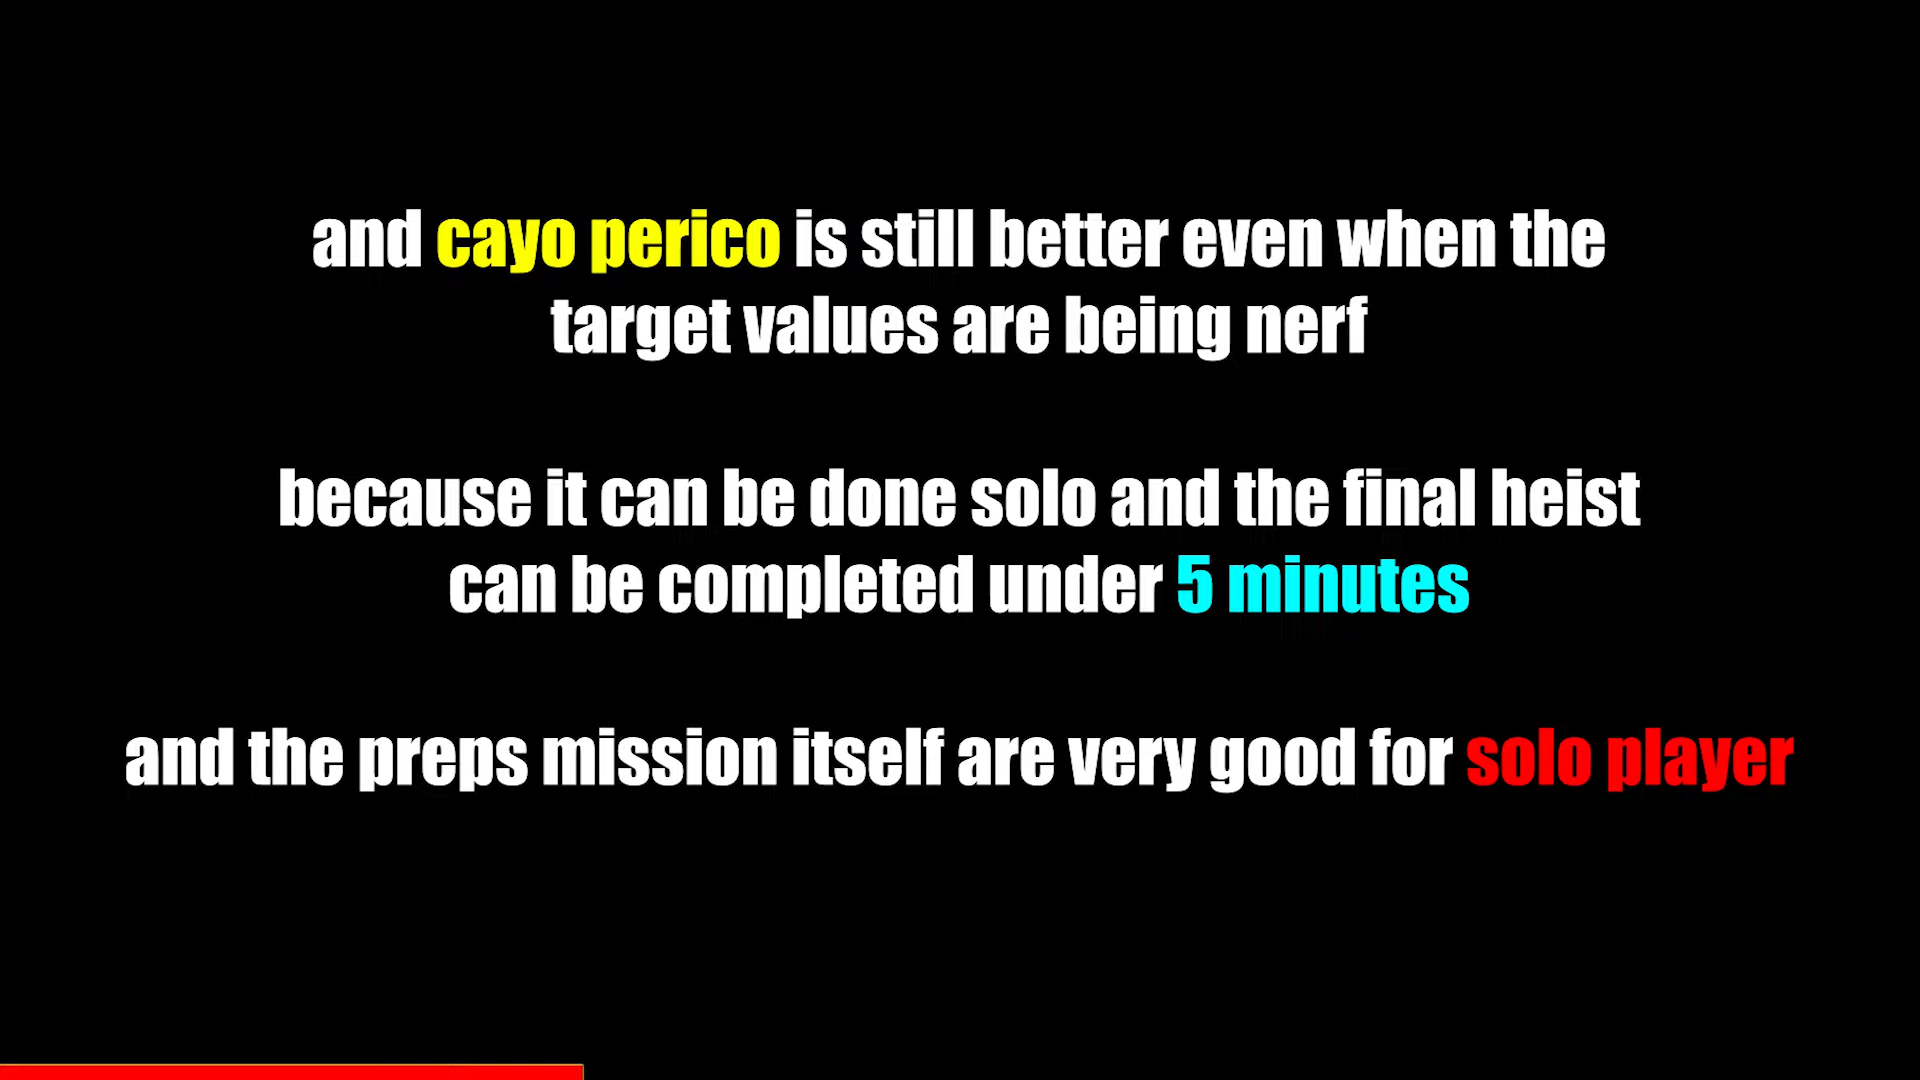 and cayo perico is still better even when the
target values are being nerf
because it can be done solo and the final heist
can be completed under 5 minutes
and the preps mission itself are very good for solo player